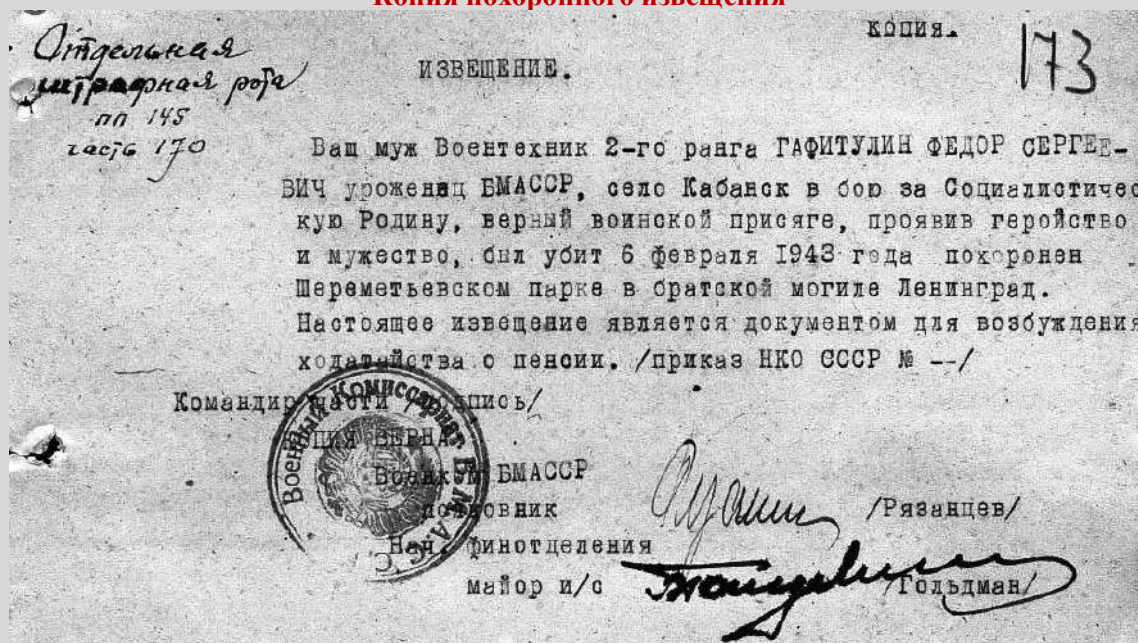 Копия похоронного извещения
КОПИЯ.
173
Отдельная
штрафная рота
пп 145
часть 170
ИЗВЕЩЕНИЕ.
Ваш муж Воентехник 2-го ранга ГАФИТУЛИН ФЕДОР СЕРГЕЕ-
ВИЧ уроженец БМАССР, село Кабанск в бою за Социалистичес
кую Родину, верный воинской присяге, проявив геройство
и мужество, был убит 6 февраля 1943 года похоронен
Шереметьевском парке в братской могиле Ленинград.
Настоящее извещение является документом для возбуждения
ходатайства о пенсии. /приказ НКО СССР № --/
Командир части /подпись/
КОПИЯ ВЕРНА
Военком БМАССР
полковник /Рязанцев/
Нач. финотделения
майор и/с /Гольдман/
Военный Комиссариат Б.М.А.С.С.